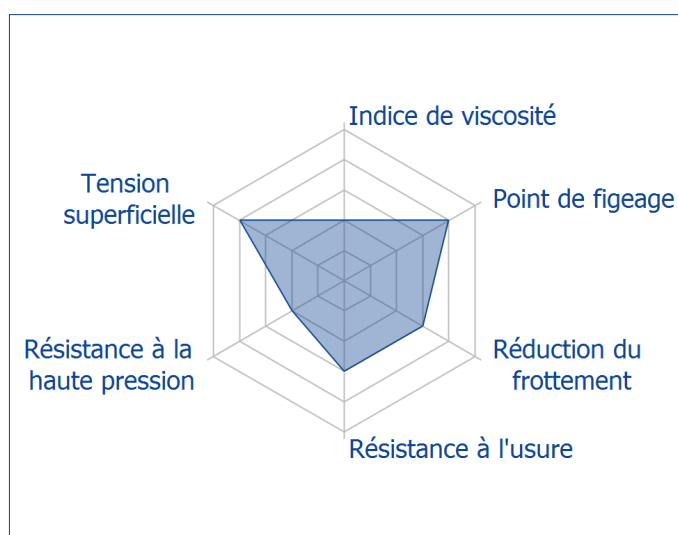 Indice de viscosité
Tension
superficielle
Point de figeage
Résistance à la
haute pression
Réduction du
frottement
Résistance à l'usure